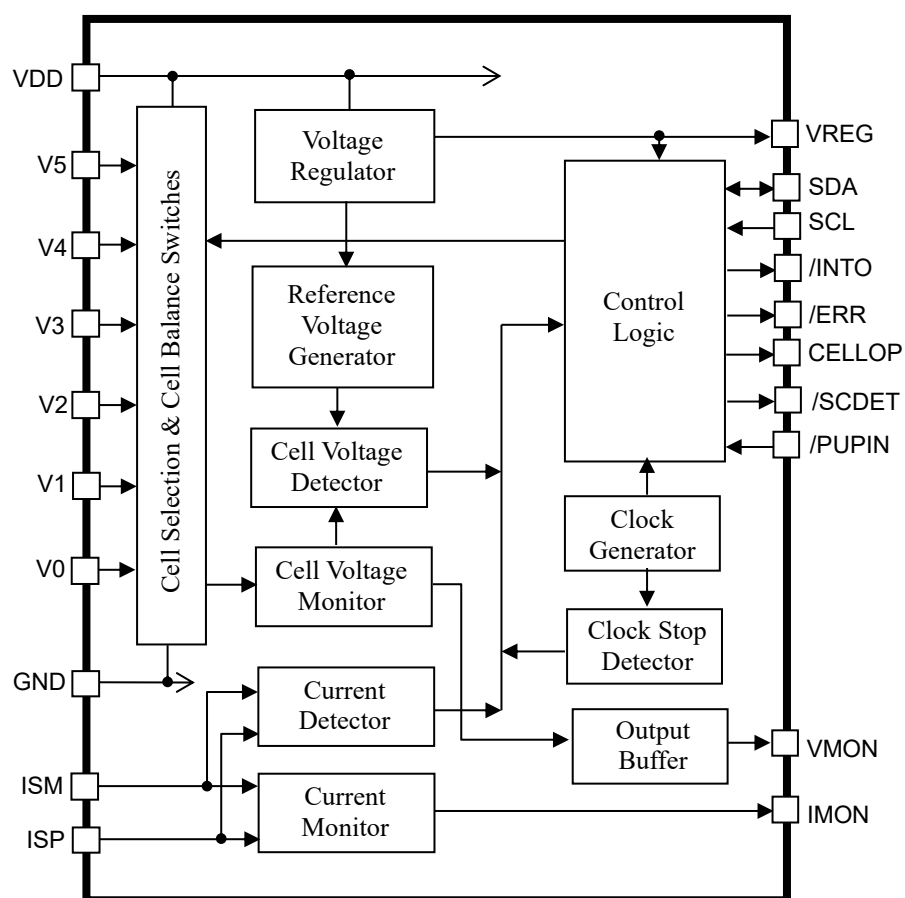 VDD
V5
V4
V3
V2
V1
V0
GND
ISM
ISP
Cell Selection & Cell Balance Switches
Voltage
Regulator
Reference
Voltage
Generator
Cell Voltage
Detector
Cell Voltage
Monitor
Current
Detector
Current
Monitor
Control
Logic
Clock
Generator
Clock Stop
Detector
Output
Buffer
VREG
SDA
SCL
/INTO
/ERR
CELLOP
/SCDET
/PUPIN
VMON
IMON